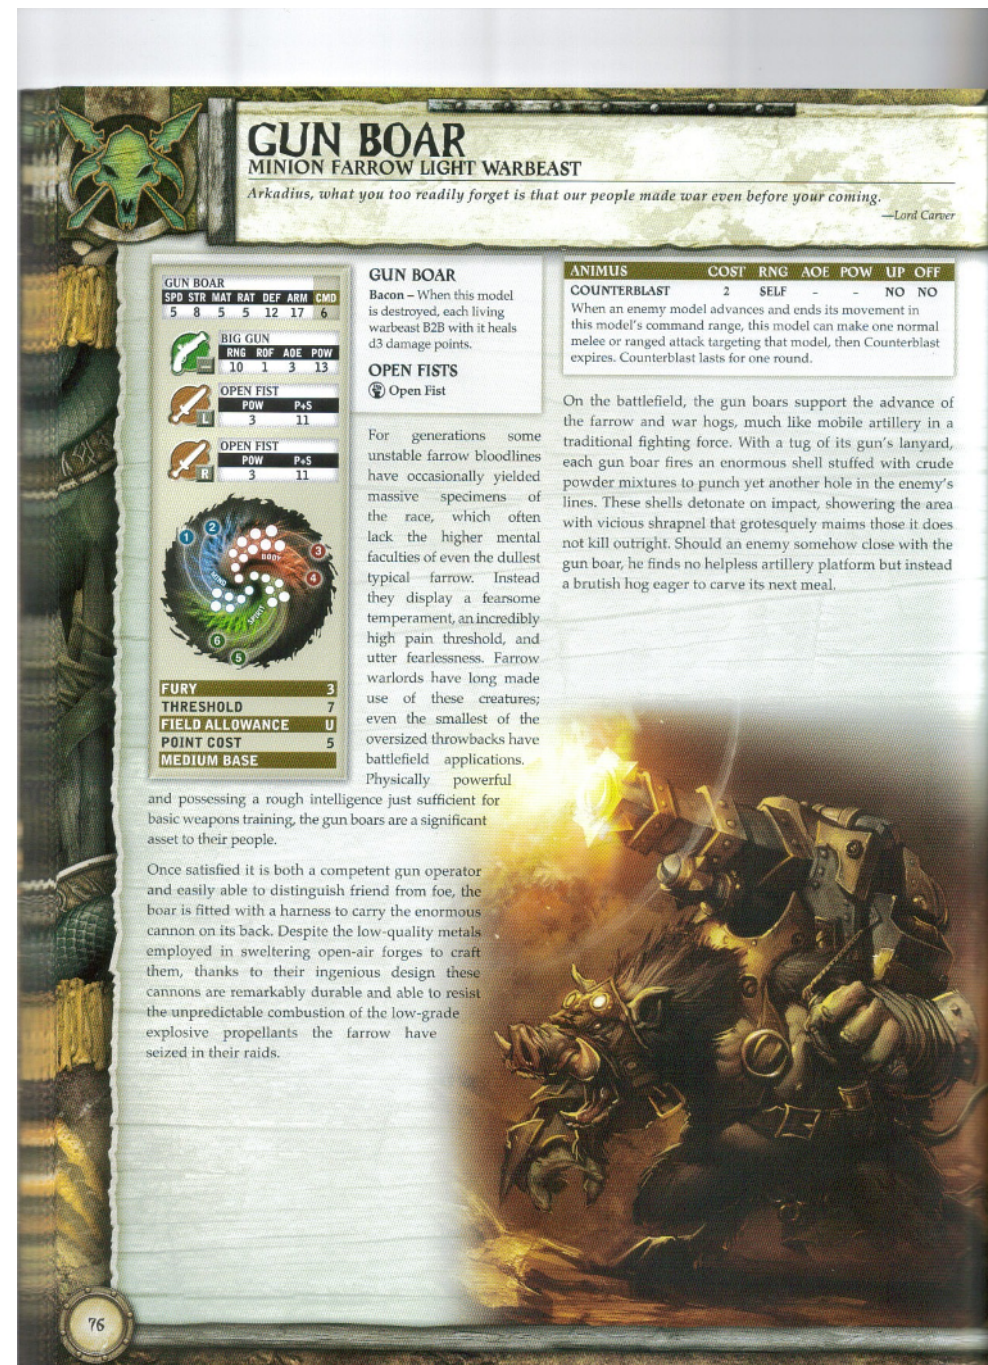 GUN BOAR
MINION FARROW LIGHT WARBEAST
Arkadius, what you too readily forget is that our people made war even before your coming.
—Lord Carver
GUN BOAR
SPD STR MAT RAT DEF ARM CMD
5 8 5 5 12 17 6
BIG GUN
RNG ROF AOE POW
– 10 1 3 13
OPEN FIST
POW P+S
L 3 11
OPEN FIST
POW P+S
R 3 11
1 2 3 4 5 6
MIND BODY SPIRIT
FURY 3
THRESHOLD 7
FIELD ALLOWANCE U
POINT COST 5
MEDIUM BASE
GUN BOAR
Bacon – When this model
is destroyed, each living
warbeast B2B with it heals
d3 damage points.
OPEN FISTS
Open Fist
For generations some
unstable farrow bloodlines
have occasionally yielded
massive specimens of
the race, which often
lack the higher mental
faculties of even the dullest
typical farrow. Instead
they display a fearsome
temperament, an incredibly
high pain threshold, and
utter fearlessness. Farrow
warlords have long made
use of these creatures;
even the smallest of the
oversized throwbacks have
battlefield applications.
Physically powerful
and possessing a rough intelligence just sufficient for
basic weapons training, the gun boars are a significant
asset to their people.
Once satisfied it is both a competent gun operator
and easily able to distinguish friend from foe, the
boar is fitted with a harness to carry the enormous
cannon on its back. Despite the low-quality metals
employed in sweltering open-air forges to craft
them, thanks to their ingenious design these
cannons are remarkably durable and able to resist
the unpredictable combustion of the low-grade
explosive propellants the farrow have
seized in their raids.
ANIMUS COST RNG AOE POW UP OFF
COUNTERBLAST 2 SELF - - NO NO
When an enemy model advances and ends its movement in
this model's command range, this model can make one normal
melee or ranged attack targeting that model, then Counterblast
expires. Counterblast lasts for one round.
On the battlefield, the gun boars support the advance of
the farrow and war hogs, much like mobile artillery in a
traditional fighting force. With a tug of its gun's lanyard,
each gun boar fires an enormous shell stuffed with crude
powder mixtures to punch yet another hole in the enemy's
lines. These shells detonate on impact, showering the area
with vicious shrapnel that grotesquely maims those it does
not kill outright. Should an enemy somehow close with the
gun boar, he finds no helpless artillery platform but instead
a brutish hog eager to carve its next meal.
76